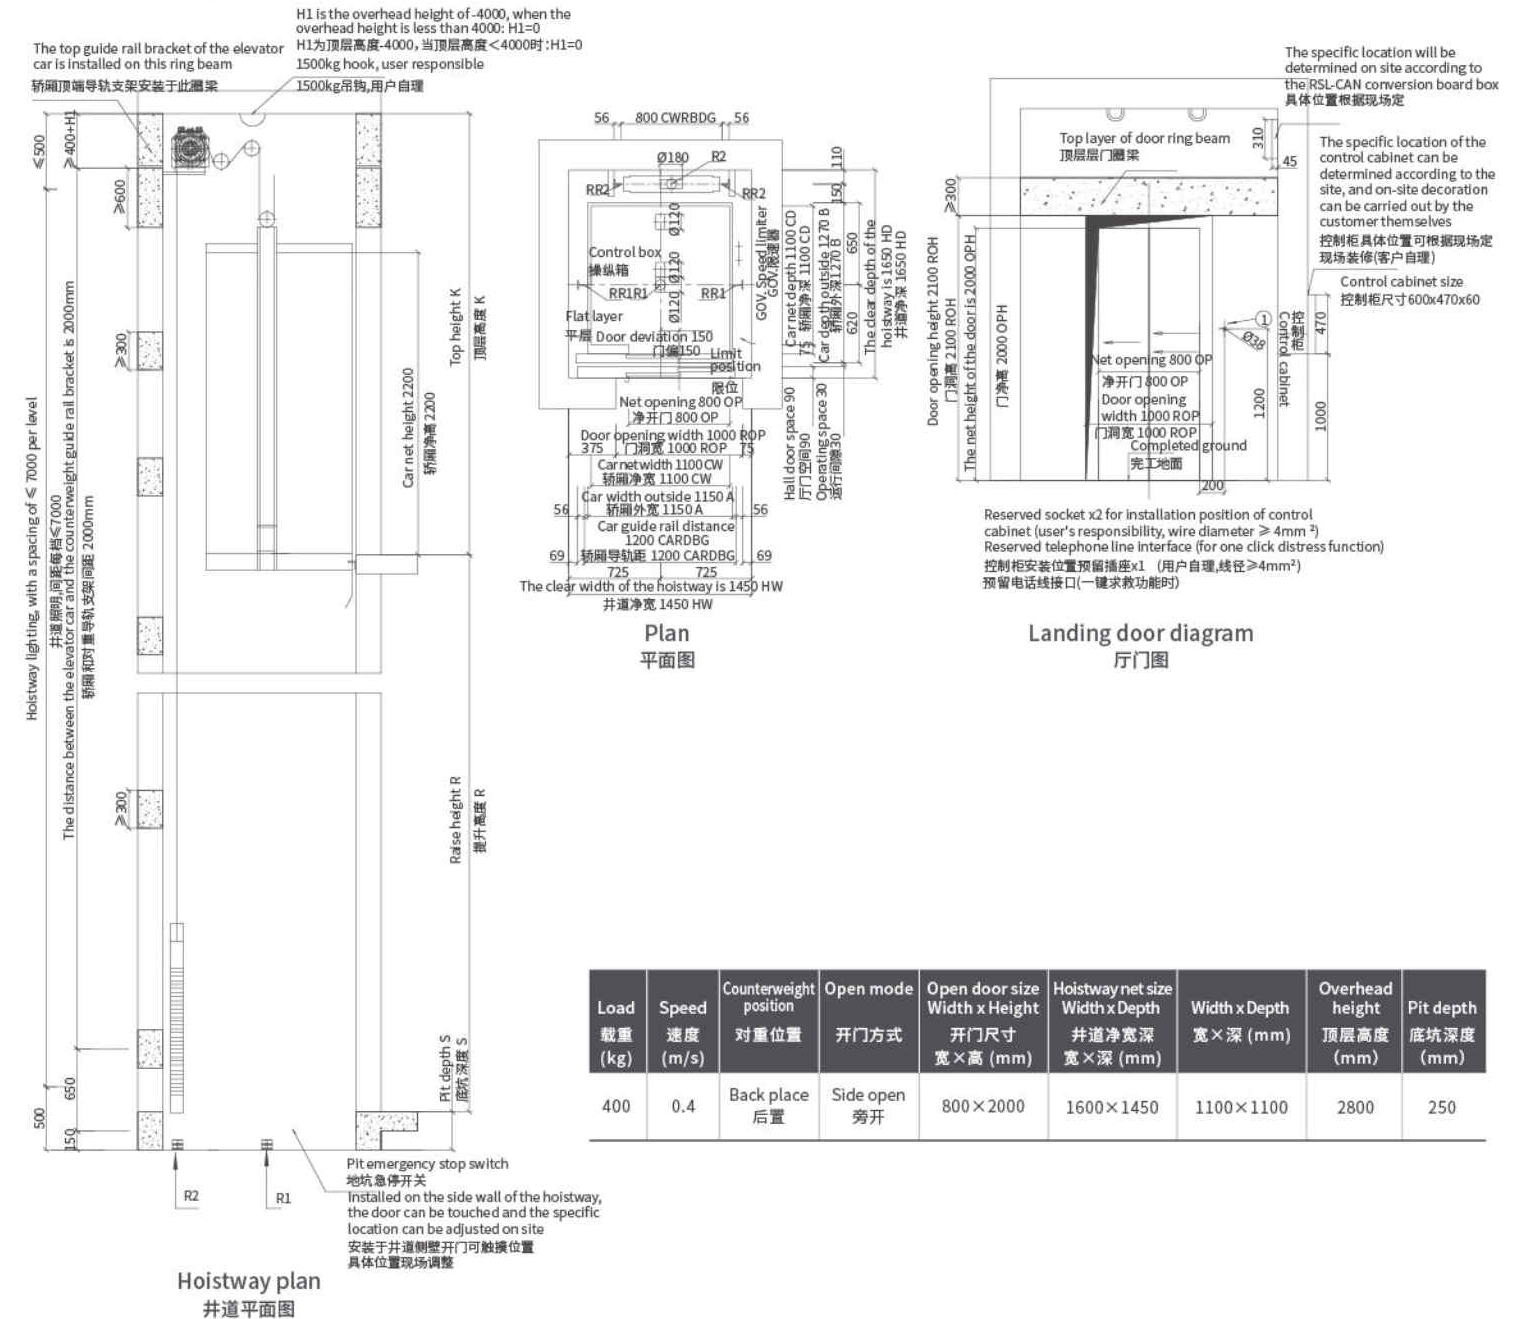 H1 is the overhead height of -4000, when the
overhead height is less than 4000: H1=0
H1为顶层高度-4000，当顶层高度＜4000时：H1=0
The top guide rail bracket of the elevator
car is installed on this ring beam
轿厢顶端导轨支架安装于此圈梁
1500kg hook, user responsible
1500kg吊钩,用户自理
≤500
≥400+H1
≥600
≥300
Hoistway lighting, with a spacing of ≤ 7000 per level
井道照明,间距每档≤7000
The distance between the elevator car and the counterweight guide rail bracket is 2000mm
轿厢和对重导轨支架间距 2000mm
Car net height 2200
轿厢净高 2200
Top height K
顶层高度 K
≥300
Raise height R
提升高度 R
Pit depth S
底坑深度 S
650
500
150
R2
R1
Pit emergency stop switch
地坑急停开关
Installed on the side wall of the hoistway,
the door can be touched and the specific
location can be adjusted on site
安装于井道侧壁开门可触摸位置
具体位置现场调整
Hoistway plan
井道平面图
56
800 CWRBDG
56
Ø180
R2
RR2
RR2
Ø120
Control box
操纵箱
Ø120
RR1R1
RR1
Ø120
Flat layer
平层
Door deviation 150
门偏150
Limit
position
限位
110
150
650
620
75
GOV. Speed limiter
GOV.限速器
Car net depth 1100 CD
轿厢净深 1100 CD
Car depth outside 1270 B
轿厢外深1270 B
The clear depth of the
hoistway is 1650 HD
井道净深 1650 HD
Hall door space 90
厅门空间90
Operating space 30
运行间隙30
Net opening 800 OP
净开门 800 OP
Door opening width 1000 ROP
375
门洞宽 1000 ROP
75
Car net width 1100 CW
轿厢净宽 1100 CW
Car width outside 1150 A
56
轿厢外宽 1150 A
56
Car guide rail distance
1200 CARDBG
69
轿厢导轨距 1200 CARDBG
69
725
725
The clear width of the hoistway is 1450 HW
井道净宽 1450 HW
Plan
平面图
The specific location will be
determined on site according to
the RSL-CAN conversion board box
具体位置根据现场定
Top layer of door ring beam
顶层层门圈梁
310
45
The specific location of the
control cabinet can be
determined according to the
site, and on-site decoration
can be carried out by the
customer themselves
控制柜具体位置可根据现场定
现场装修(客户自理)
Control cabinet size
控制柜尺寸600x470x60
≥300
Door opening height 2100 ROH
门洞高 2100 ROH
The net height of the door is 2000 OPH
门净高 2000 OPH
1
Ø38
控制柜
Control cabinet
470
1200
1000
Net opening 800 OP
净开门 800 OP
Door opening
width 1000 ROP
门洞宽 1000 ROP
Completed ground
完工地面
200
Reserved socket x2 for installation position of control
cabinet (user's responsibility, wire diameter ≥ 4mm ²)
Reserved telephone line interface (for one click distress function)
控制柜安装位置预留插座x1 （用户自理,线径≥4mm²）
预留电话线接口(一键求救功能时)
Landing door diagram
厅门图
Load
载重
(kg)
Speed
速度
(m/s)
Counterweight
position
对重位置
Open mode
开门方式
Open door size
Width x Height
开门尺寸
宽×高 (mm)
Hoistway net size
Width x Depth
井道净宽深
宽×深 (mm)
Width x Depth
宽×深 (mm)
Overhead
height
顶层高度
（mm）
Pit depth
底坑深度
（mm）
400
0.4
Back place
后置
Side open
旁开
800×2000
1600×1450
1100×1100
2800
250